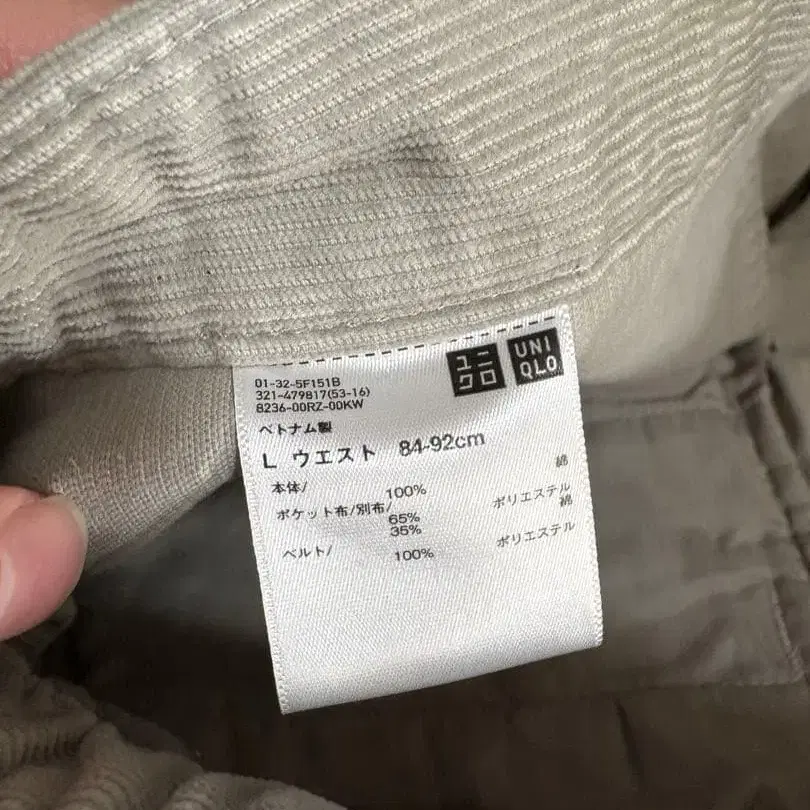 ユニ
クロ
UNI
QLO
01-32-5F151B
321-479817(53-16)
8236-00RZ-00KW
ベトナム製
L ウエスト 84-92cm
本体/ 100% 綿
ポケット布/別布/ 65% ポリエステル
35% 綿
ベルト/ 100% ポリエステル